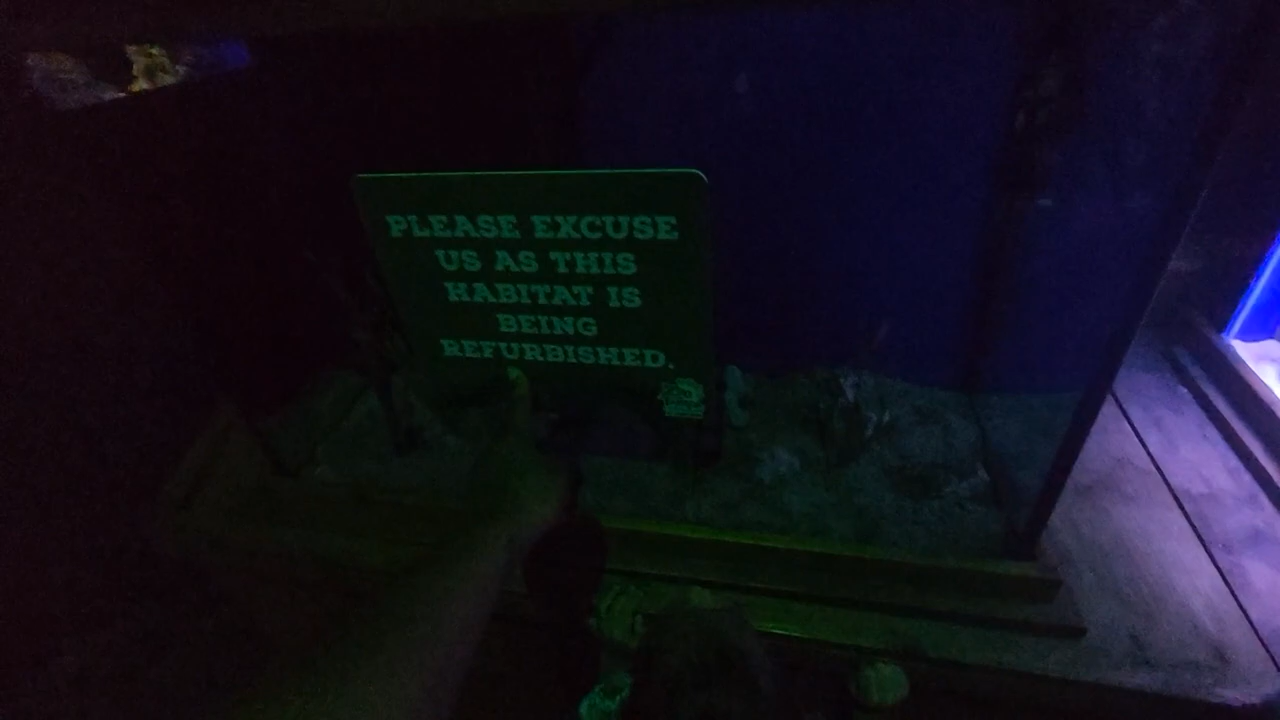 PLEASE EXCUSE
US AS THIS
HABITAT IS
BEING
REFURBISHED.